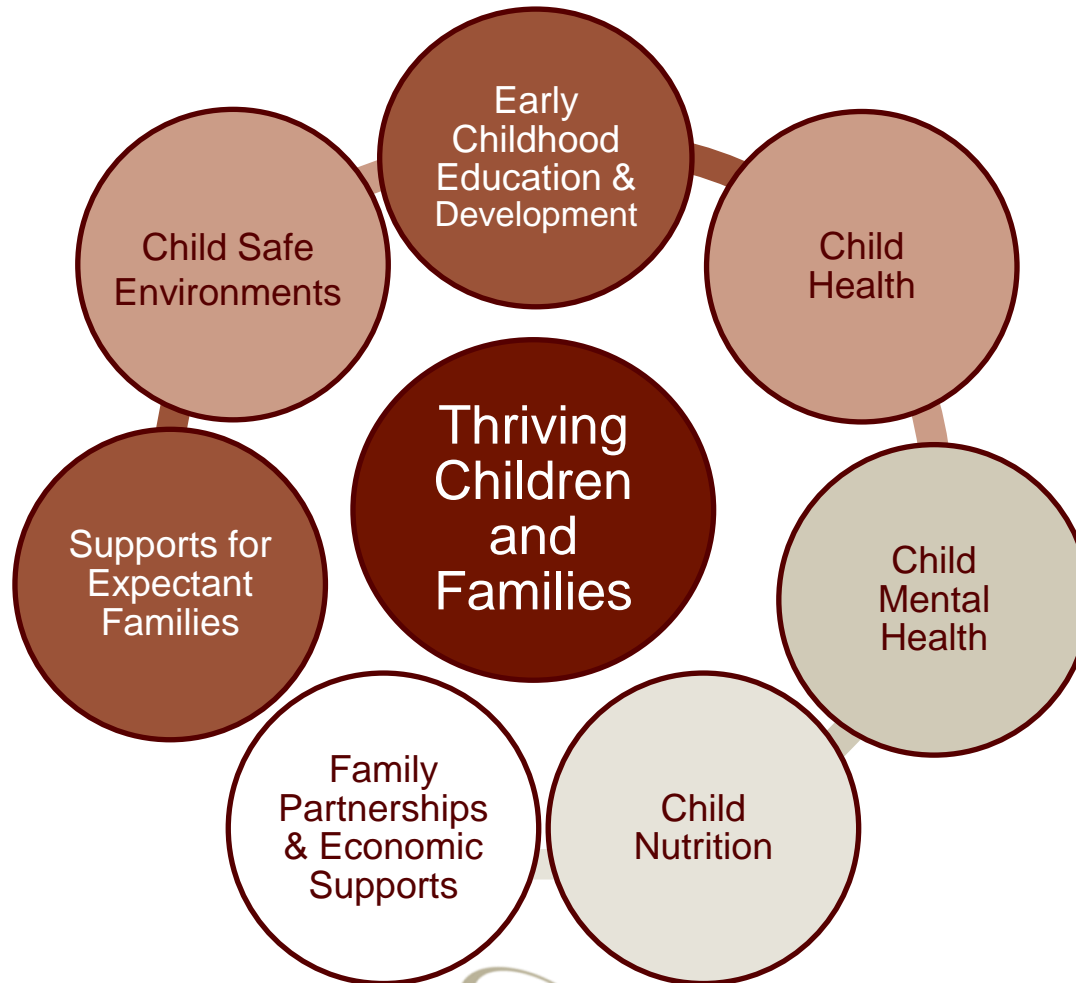 Early
Childhood
Education &
Development
Child
Health
Child
Mental
Health
Child
Nutrition
Family
Partnerships
& Economic
Supports
Supports for
Expectant
Families
Child Safe
Environments
Thriving
Children
and
Families